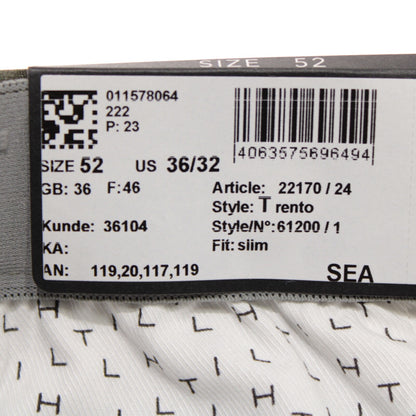 SIZE 52
011578064
222
P: 23
4063575696494
SIZE 52 US 36/32
GB: 36 F: 46
Article: 22170 / 24
Style: Trento
Kunde: 36104
Style/N°:61200 / 1
KA:
Fit: slim
AN: 119,20,117,119
SEA